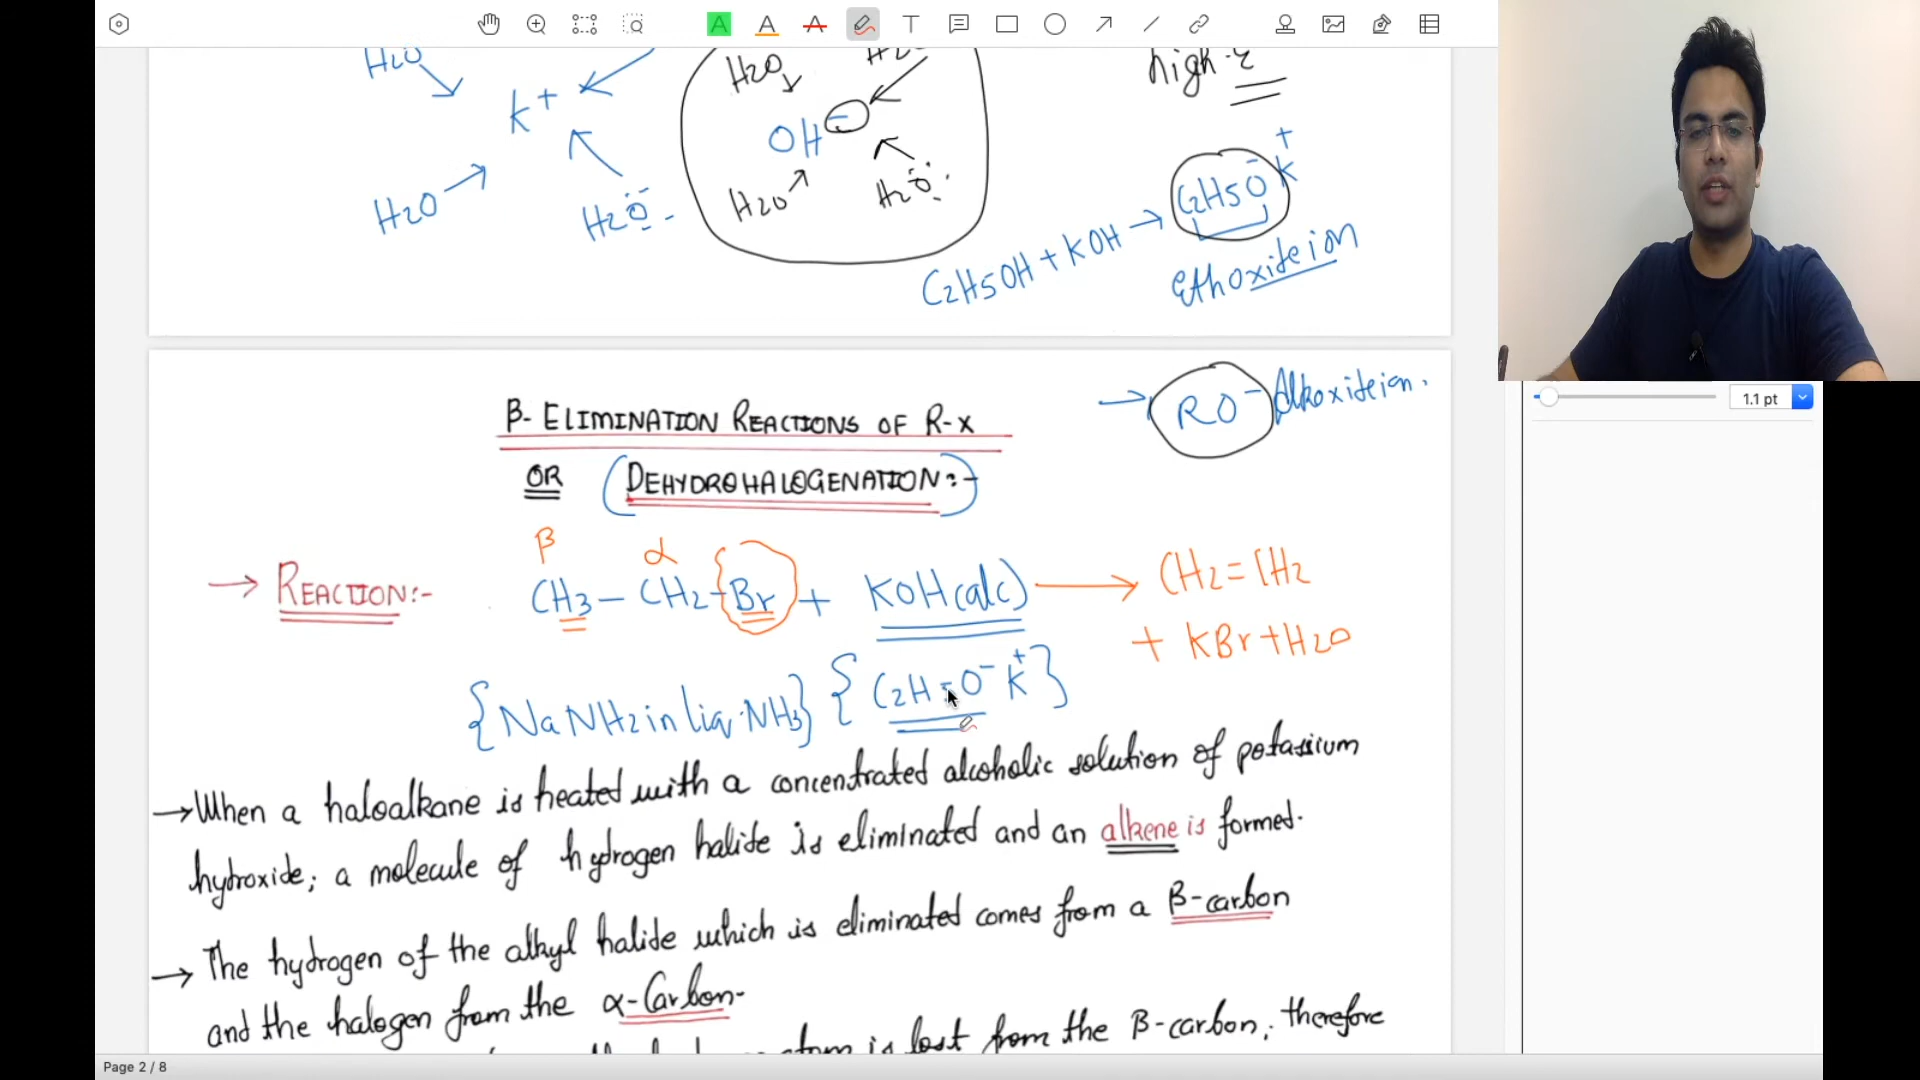 H2O H2O H2O
K+
OH-
high-
H2O H2O H2O H2O
C2H5OH + KOH → C2H5O- K+
Ethoxide ion
→ RO- Alkoxide ion.
β- ELIMINATION REACTIONS OF R-X
OR (DEHYDROHALOGENATION:-)
β α
→ REACTION:- CH3 - CH2 - Br + KOH(alc) → CH2 = CH2
+ KBr + H2O
{NaNH2 in liq. NH3} {C2H5O- K+}
→ When a haloalkane is heated with a concentrated alcoholic solution of potassium
hydroxide; a molecule of hydrogen halide is eliminated and an alkene is formed.
→ The hydrogen of the alkyl halide which is eliminated comes from a β-carbon
and the halogen from the α-Carbon-
atom is lost from the β-carbon; therefore
1.1 pt
Page 2 / 8